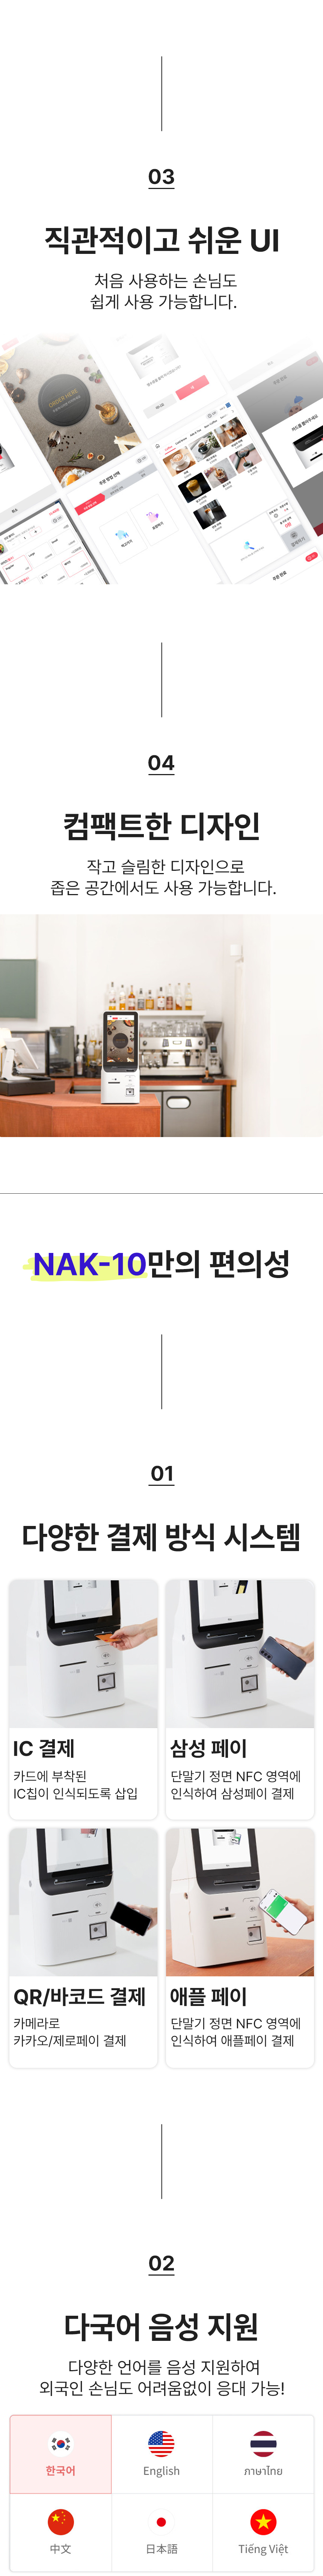 03
직관적이고 쉬운 UI
처음 사용하는 손님도
쉽게 사용 가능합니다.
ORDER HERE
04
컴팩트한 디자인
작고 슬림한 디자인으로
좁은 공간에서도 사용 가능합니다.
NAK-10만의 편의성
01
다양한 결제 방식 시스템
IC 결제
카드에 부착된
IC칩이 인식되도록 삽입
삼성 페이
단말기 정면 NFC 영역에
인식하여 삼성페이 결제
QR/바코드 결제
카메라로
카카오/제로페이 결제
애플 페이
단말기 정면 NFC 영역에
인식하여 애플페이 결제
02
다국어 음성 지원
다양한 언어를 음성 지원하여
외국인 손님도 어려움없이 응대 가능!
한국어
English
ภาษาไทย
中文
日本語
Tiếng Việt